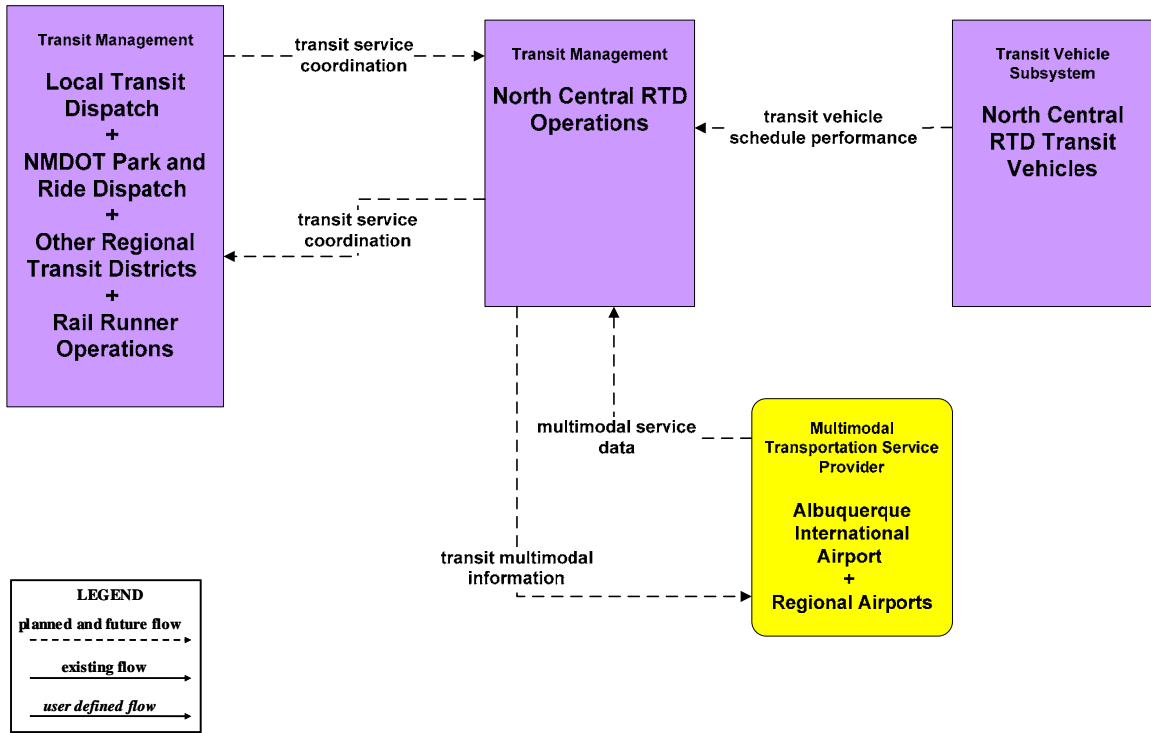 Transit Management
Local Transit
Dispatch
+
NMDOT Park and
Ride Dispatch
+
Other Regional
Transit Districts
+
Rail Runner
Operations
transit service
coordination
transit service
coordination
Transit Management
North Central RTD
Operations
transit vehicle
schedule performance
Transit Vehicle
Subsystem
North Central
RTD Transit
Vehicles
multimodal service
data
transit multimodal
information
Multimodal
Transportation Service
Provider
Albuquerque
International
Airport
+
Regional Airports
LEGEND
planned and future flow
existing flow
user defined flow